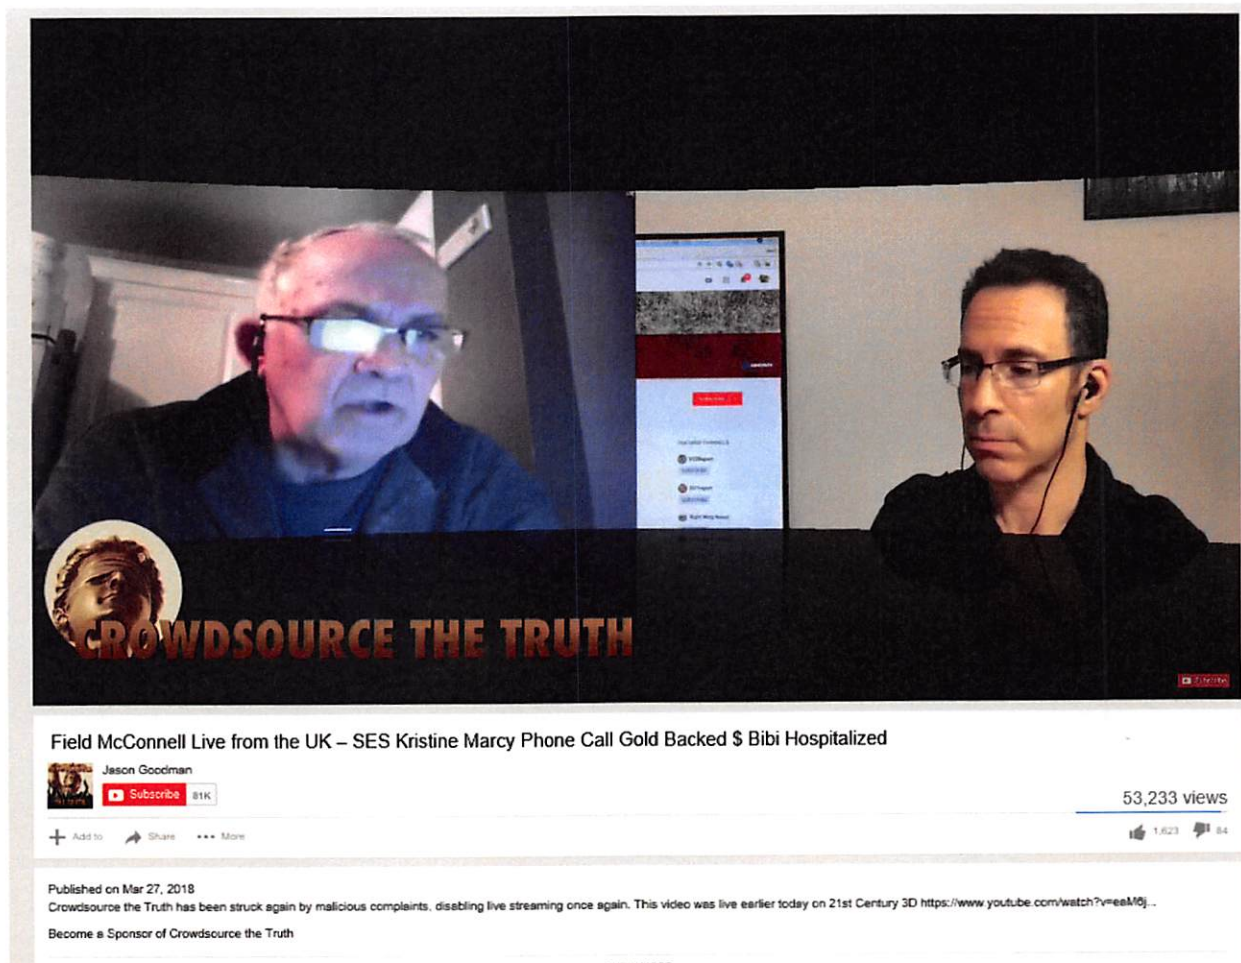 CROWDSOURCE THE TRUTH
Field McConnell Live from the UK – SES Kristine Marcy Phone Call Gold Backed $ Bibi Hospitalized
Jason Goodman
Subscribe 81K
53,233 views
Add to Share More
1,623 84
Published on Mar 27, 2018
Crowdsource the Truth has been struck again by malicious complaints, disabling live streaming once again. This video was live earlier today on 21st Century 3D https://www.youtube.com/watch?v=eaM6j...
Become a Sponsor of Crowdsource the Truth